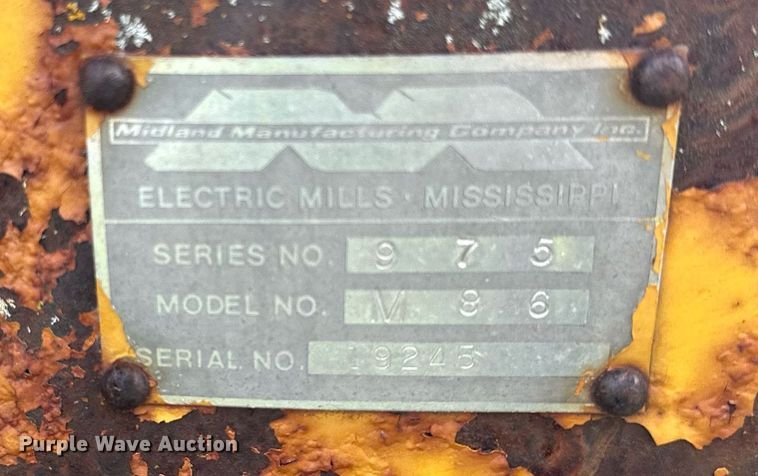 Midland Manufacturing Company Inc.
ELECTRIC MILLS • MISSISSIPPI
SERIES NO. 9 7 5
MODEL NO. V 8 6
SERIAL NO. 19245
Purple Wave Auction